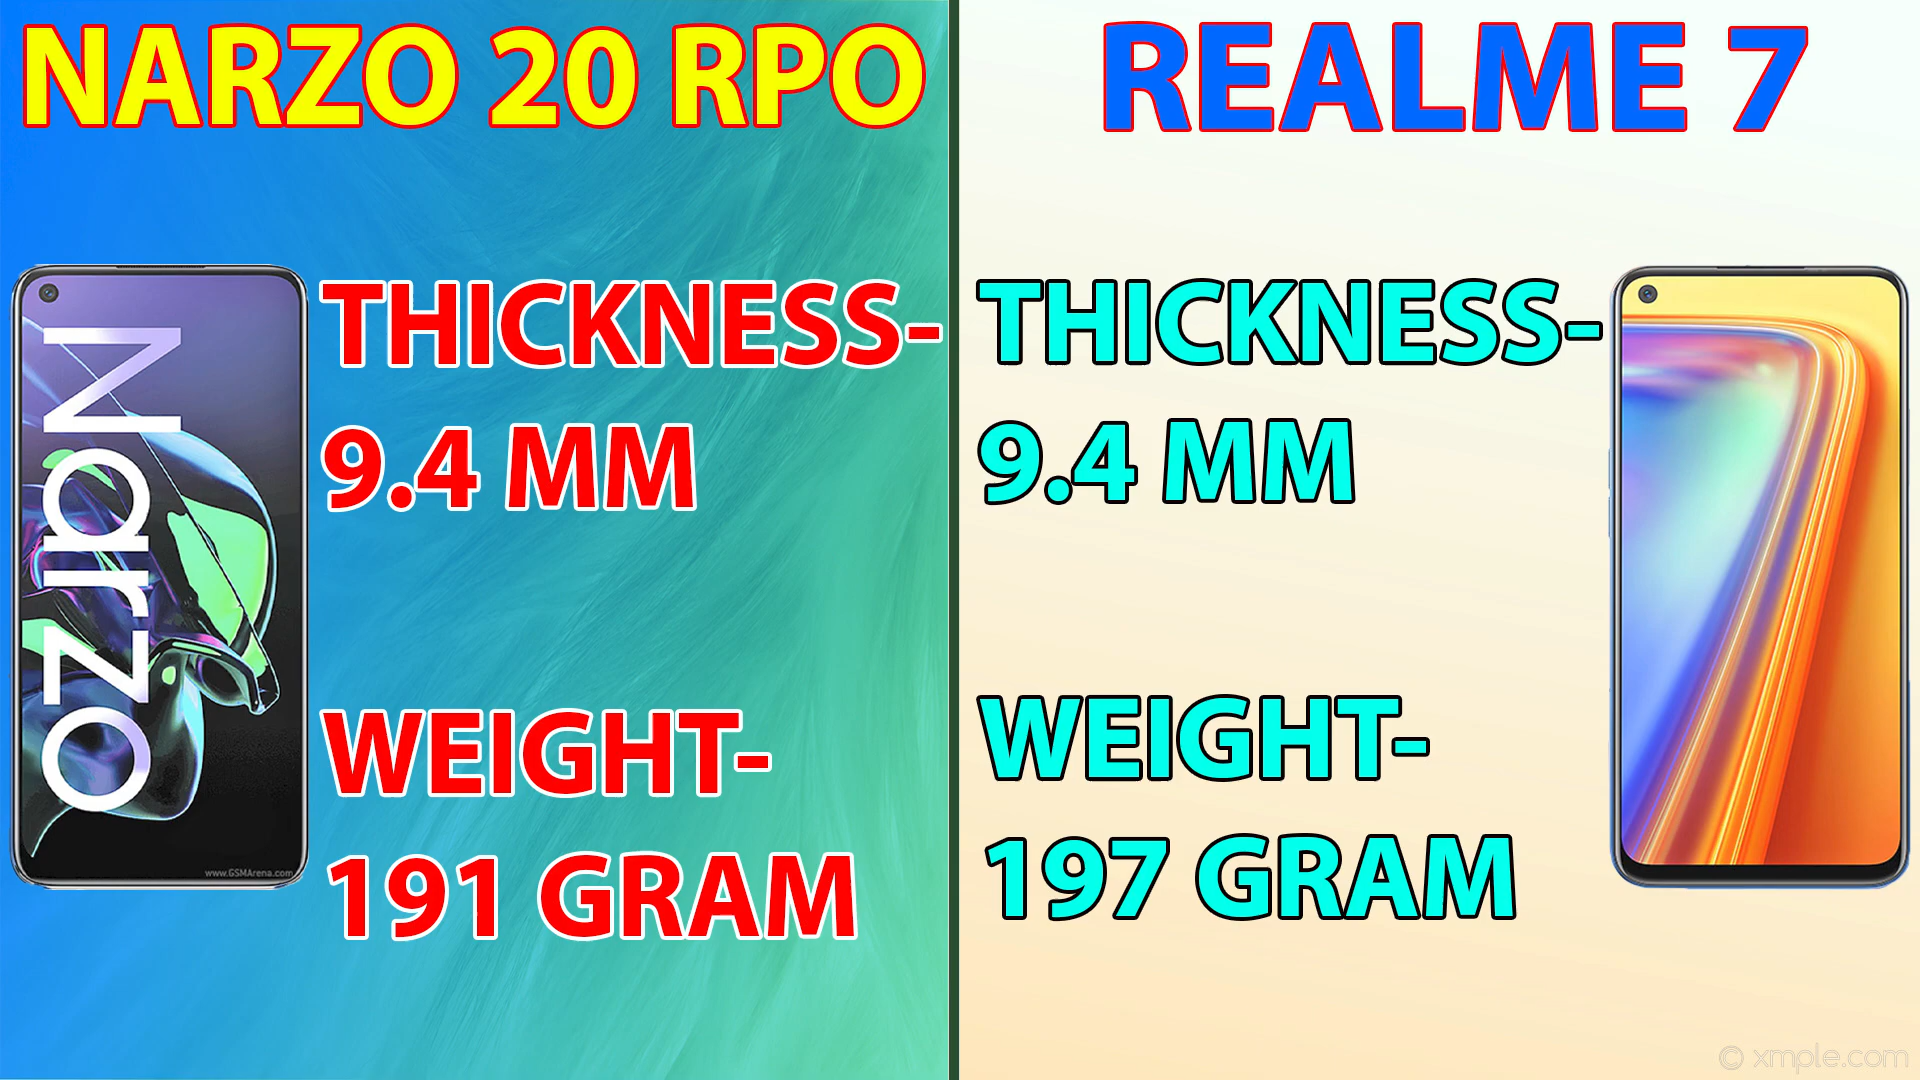 NARZO 20 RPO
THICKNESS-
9.4 MM
WEIGHT-
191 GRAM
Narzo
www.GSMArena.com
REALME 7
THICKNESS-
9.4 MM
WEIGHT-
197 GRAM
© xmple.com